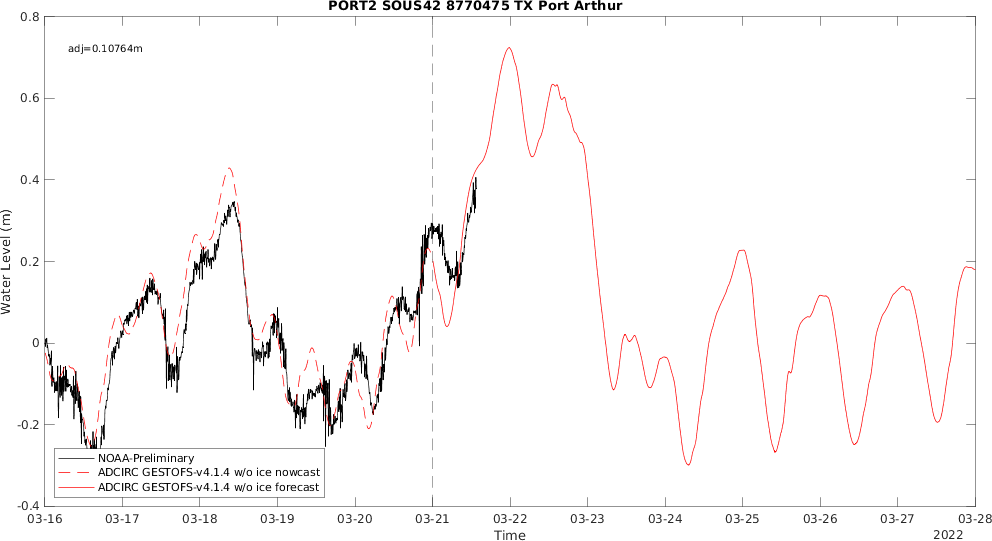 PORT2 SOUS42 8770475 TX Port Arthur
adj=0.10764m
Water Level (m)
0.8
0.6
0.4
0.2
0
-0.2
-0.4
NOAA-Preliminary
ADCIRC GESTOFS-v4.1.4 w/o ice nowcast
ADCIRC GESTOFS-v4.1.4 w/o ice forecast
03-16 03-17 03-18 03-19 03-20 03-21 03-22 03-23 03-24 03-25 03-26 03-27 03-28
Time
2022